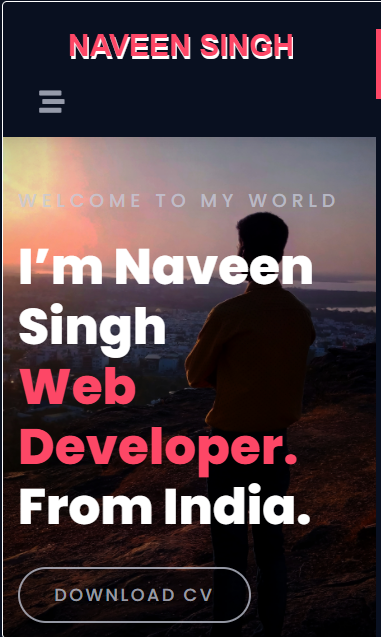 NAVEEN SINGH
WELCOME TO MY WORLD
I’m Naveen
Singh
Web
Developer.
From India.
DOWNLOAD CV